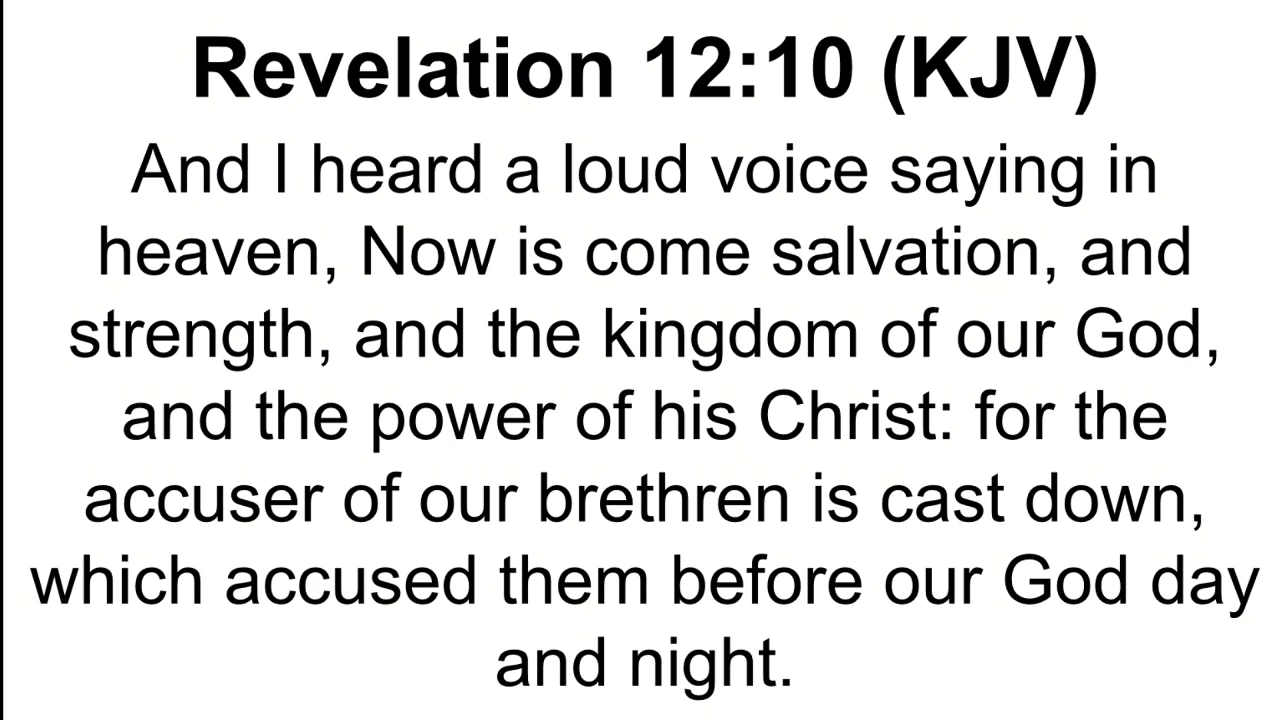 Revelation 12:10 (KJV)
And I heard a loud voice saying in
heaven, Now is come salvation, and
strength, and the kingdom of our God,
and the power of his Christ: for the
accuser of our brethren is cast down,
which accused them before our God day
and night.